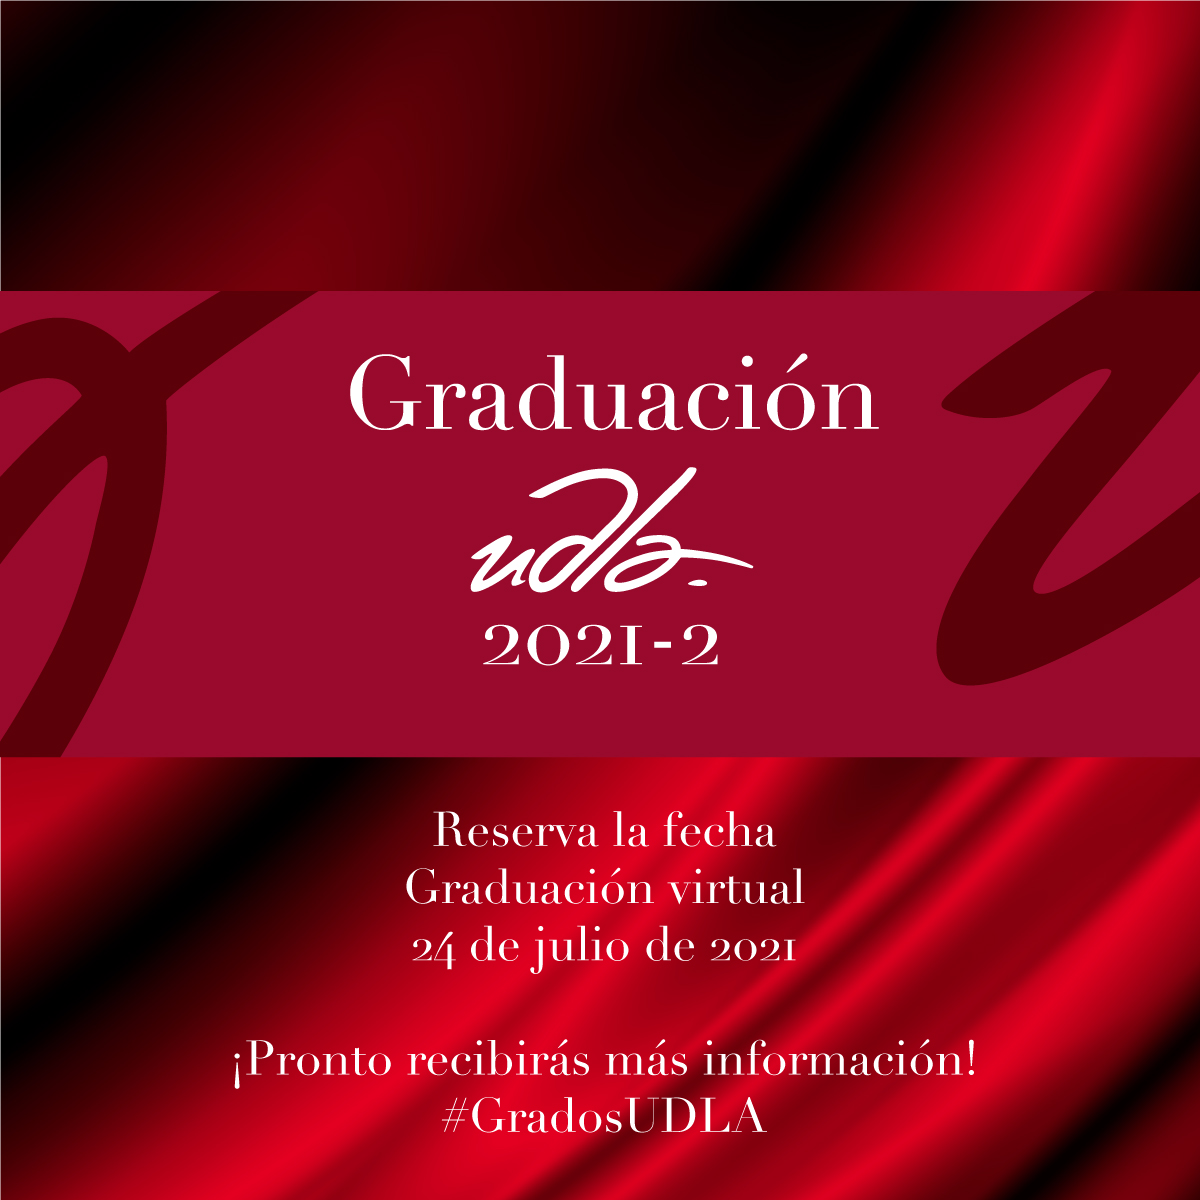 Graduación
udla
2021-2
Reserva la fecha
Graduación virtual
24 de julio de 2021
¡Pronto recibirás más información!
#GradosUDLA